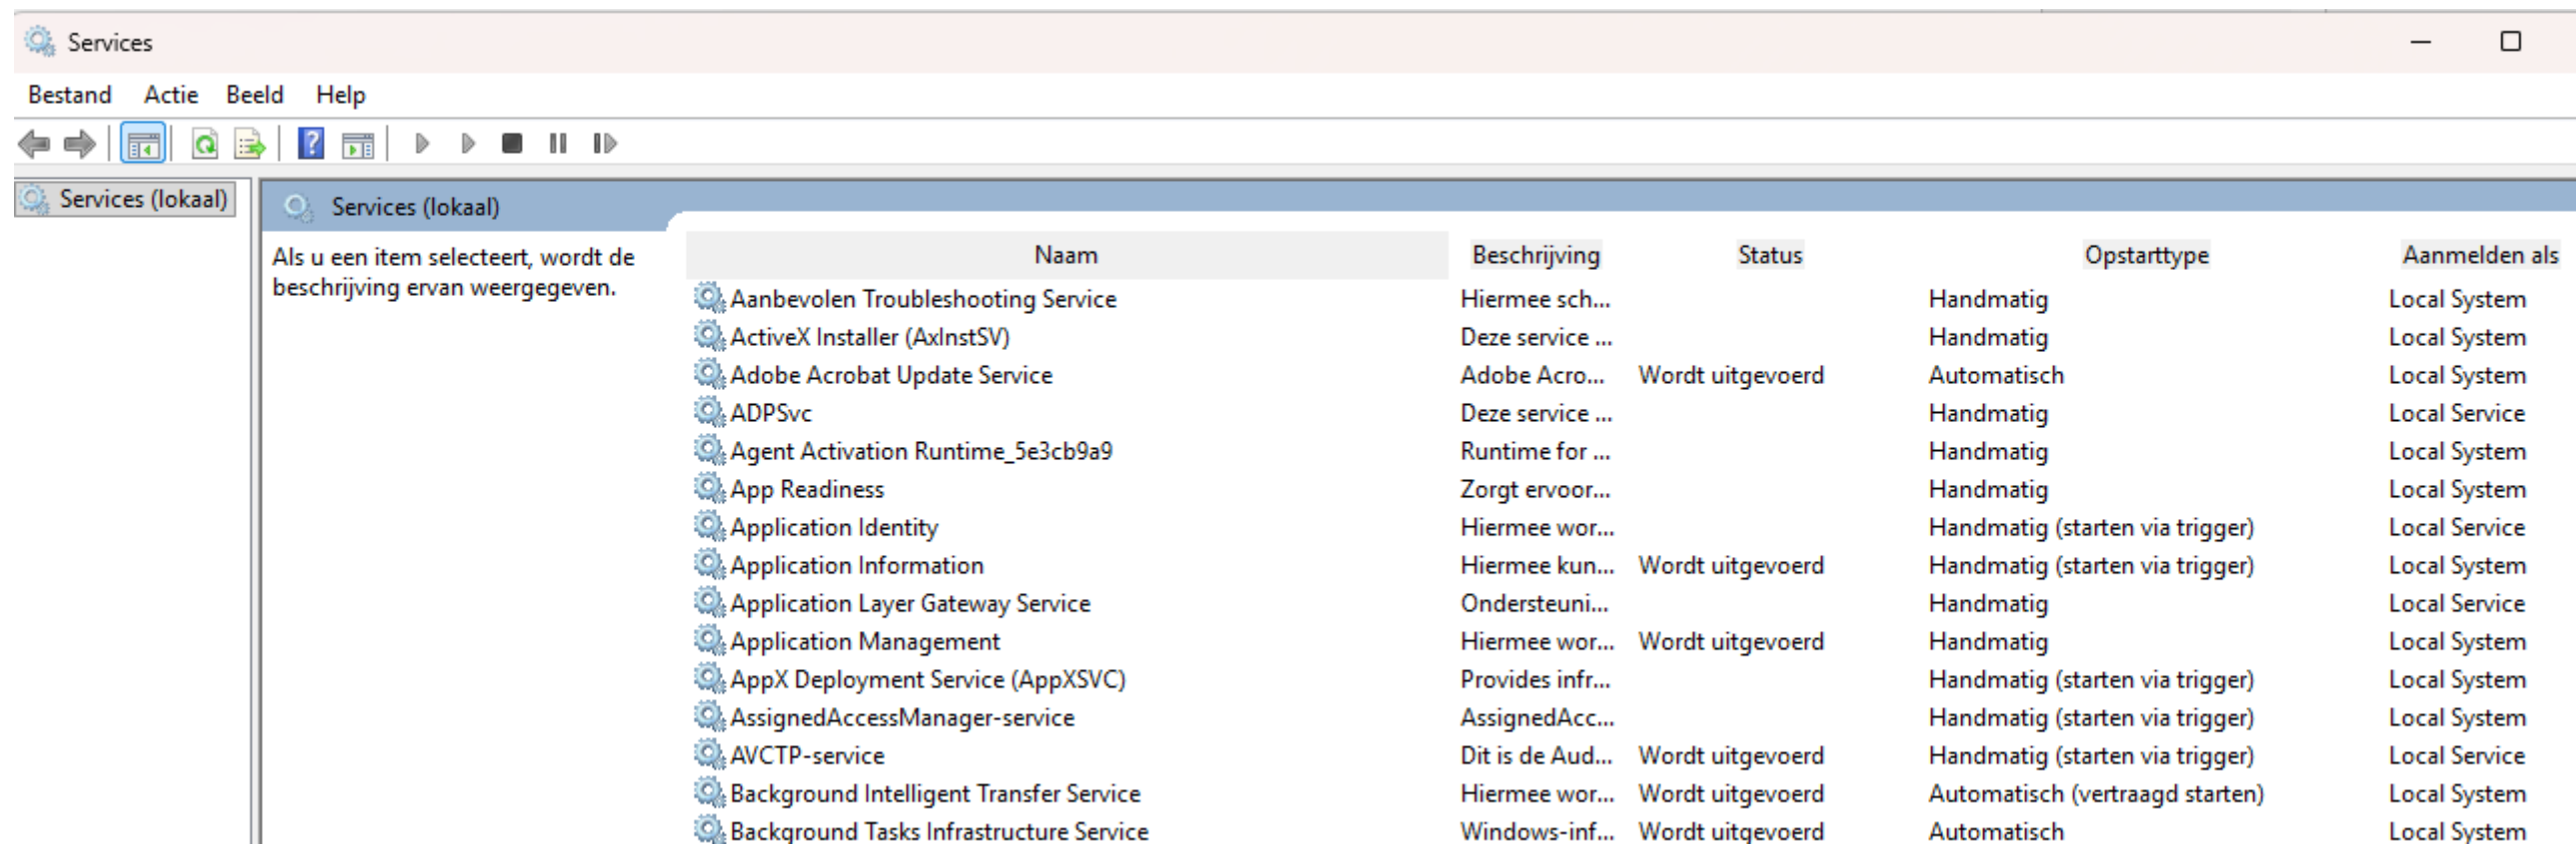 Services
Bestand Actie Beeld Help
Services (lokaal)
Services (lokaal)
Als u een item selecteert, wordt de
beschrijving ervan weergegeven.
Naam Beschrijving Status Opstarttype Aanmelden als
Aanbevolen Troubleshooting Service Hiermee sch... Handmatig Local System
ActiveX Installer (AxInstSV) Deze service ... Handmatig Local System
Adobe Acrobat Update Service Adobe Acro... Wordt uitgevoerd Automatisch Local System
ADPSvc Deze service ... Handmatig Local Service
Agent Activation Runtime_5e3cb9a9 Runtime for ... Handmatig Local System
App Readiness Zorgt ervoor... Handmatig Local System
Application Identity Hiermee wor... Handmatig (starten via trigger) Local Service
Application Information Hiermee kun... Wordt uitgevoerd Handmatig (starten via trigger) Local System
Application Layer Gateway Service Ondersteuni... Handmatig Local Service
Application Management Hiermee wor... Wordt uitgevoerd Handmatig Local System
AppX Deployment Service (AppXSVC) Provides infr... Handmatig (starten via trigger) Local System
AssignedAccessManager-service AssignedAcc... Handmatig (starten via trigger) Local System
AVCTP-service Dit is de Aud... Wordt uitgevoerd Handmatig (starten via trigger) Local Service
Background Intelligent Transfer Service Hiermee wor... Wordt uitgevoerd Automatisch (vertraagd starten) Local System
Background Tasks Infrastructure Service Windows-inf... Wordt uitgevoerd Automatisch Local System